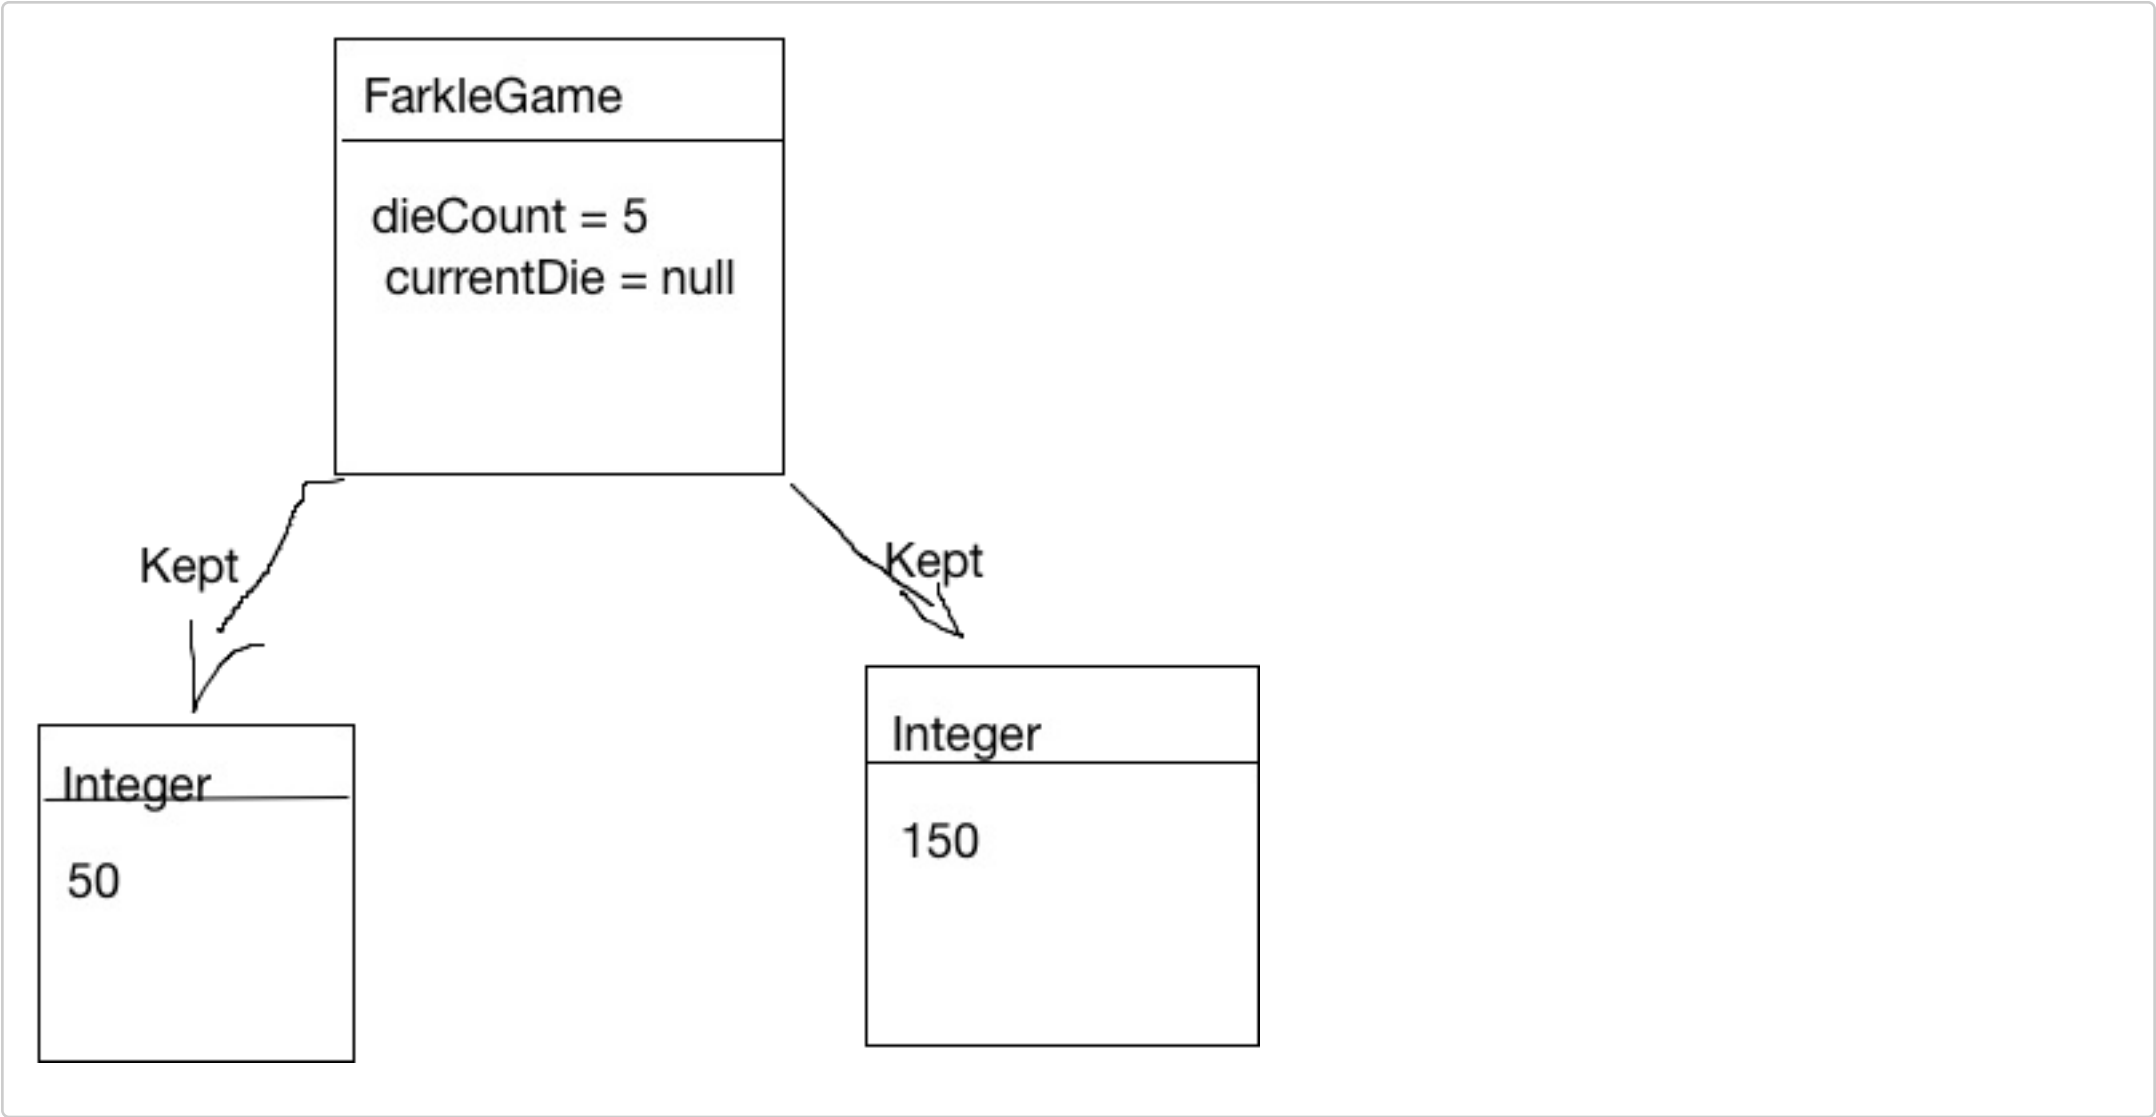 FarkleGame
dieCount = 5
currentDie = null
Kept
Kept
Integer
50
Integer
150